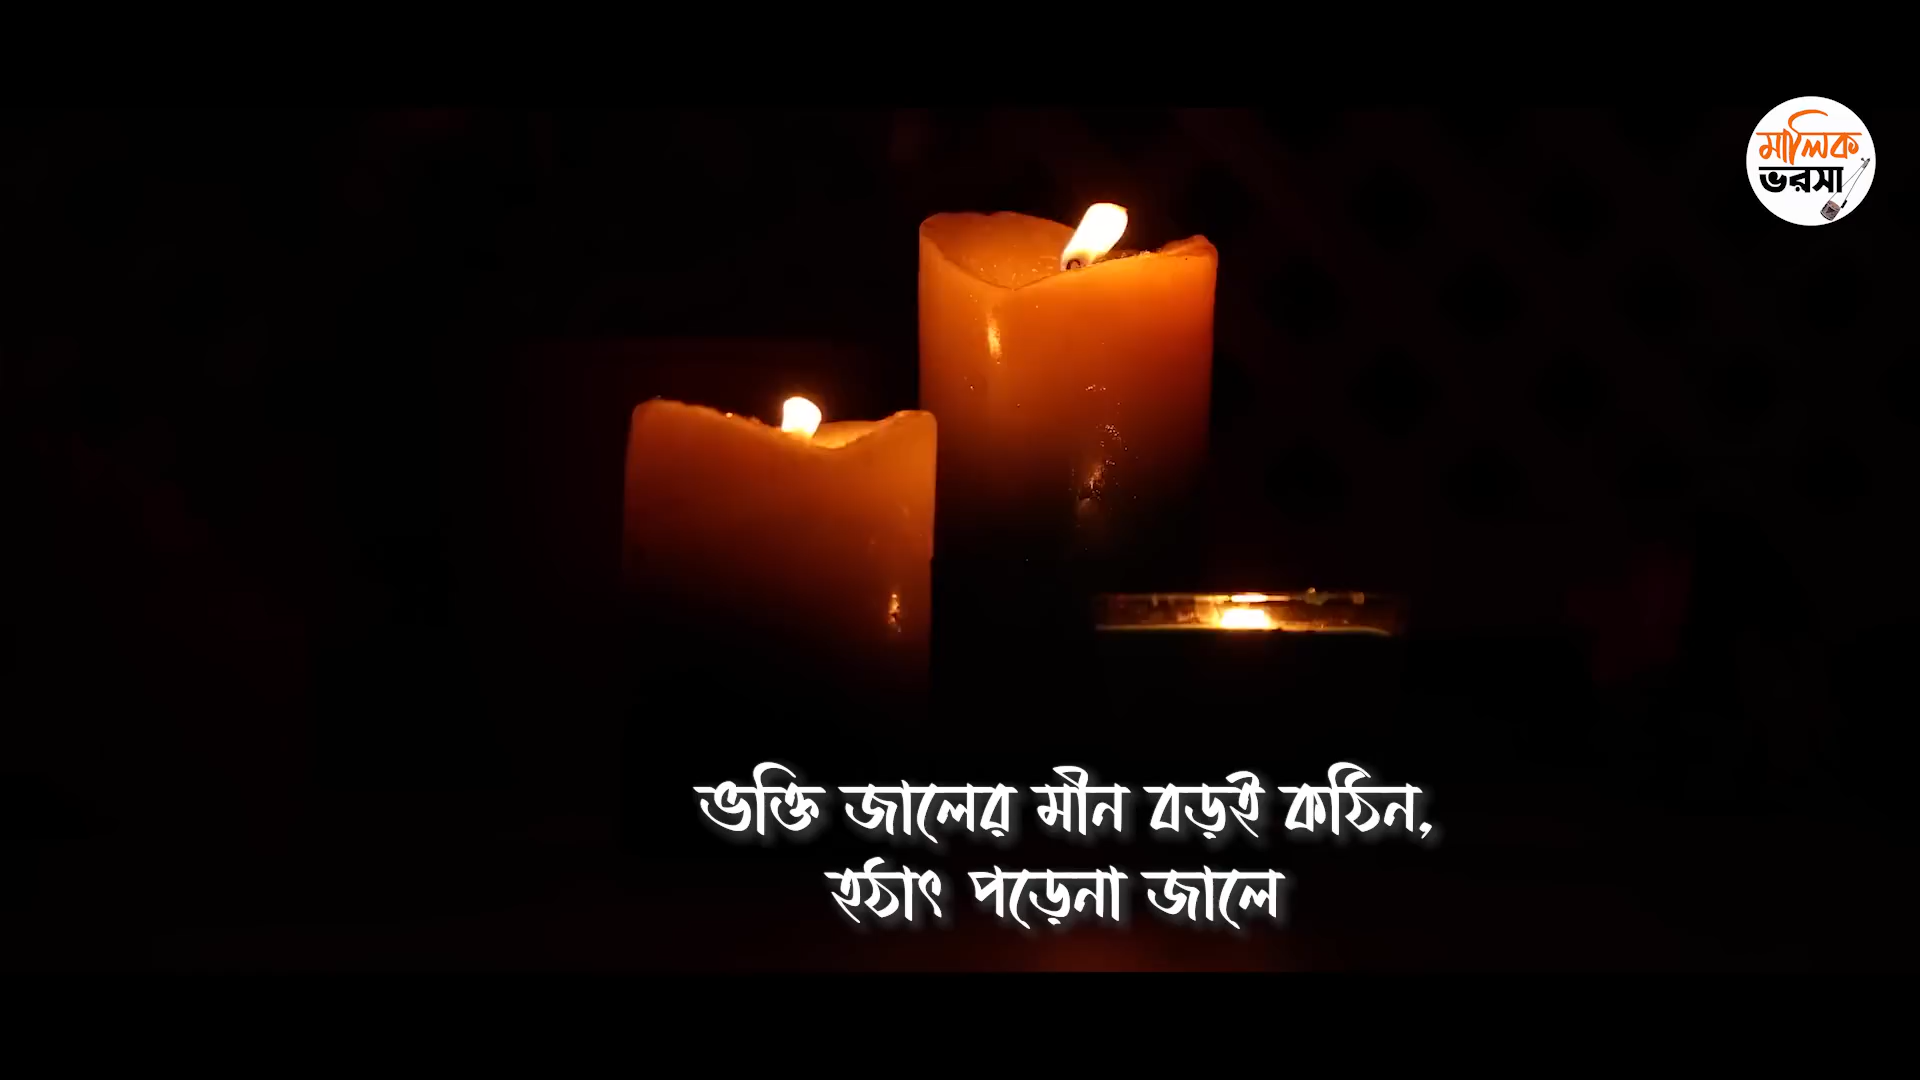 মালিক
ভরসা
ভক্তি জালের মীন বড়ই কঠিন,
হঠাৎ পড়েনা জালে